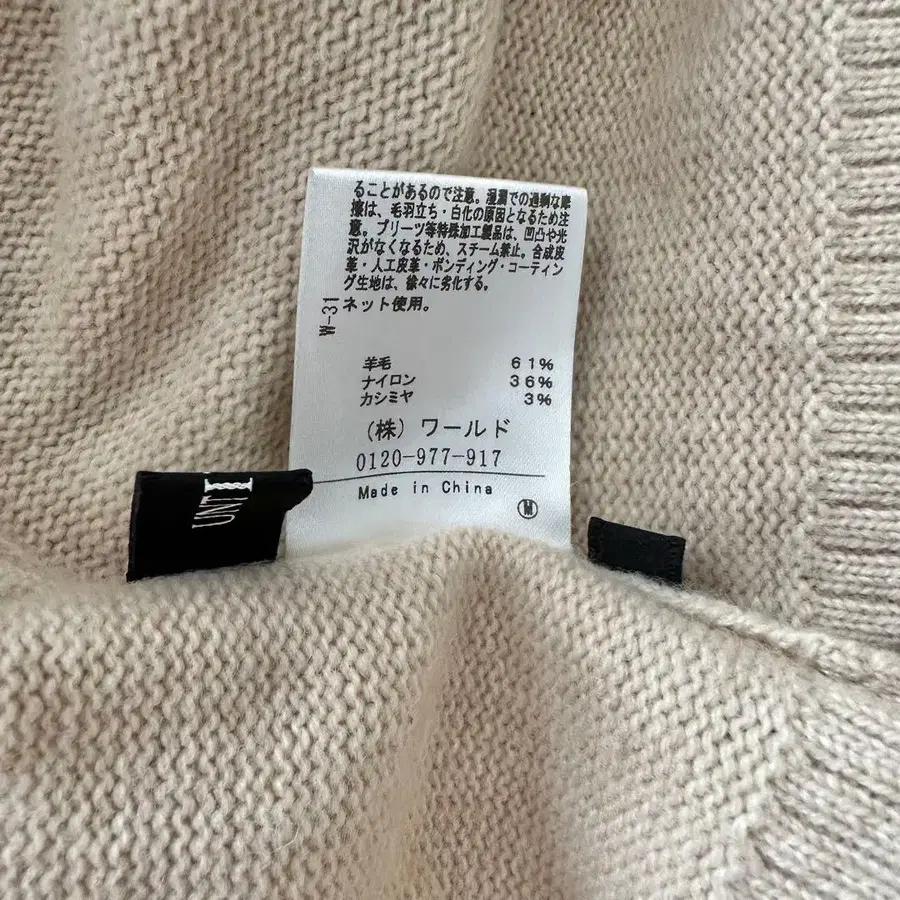 ることがあるので注意。湿潤での過剰な摩
擦は、毛羽立ち・白化の原因となるため注
意。プリーツ等特殊加工製品は、凹凸や光
沢がなくなるため、スチーム禁止。合成皮
革・人工皮革・ボンディング・コーティン
グ生地は、徐々に劣化する。
ネット使用。
W-31
羊毛 61%
ナイロン 36%
カシミヤ 3%
(株)ワールド
0120-977-917
Made in China
M
UNT